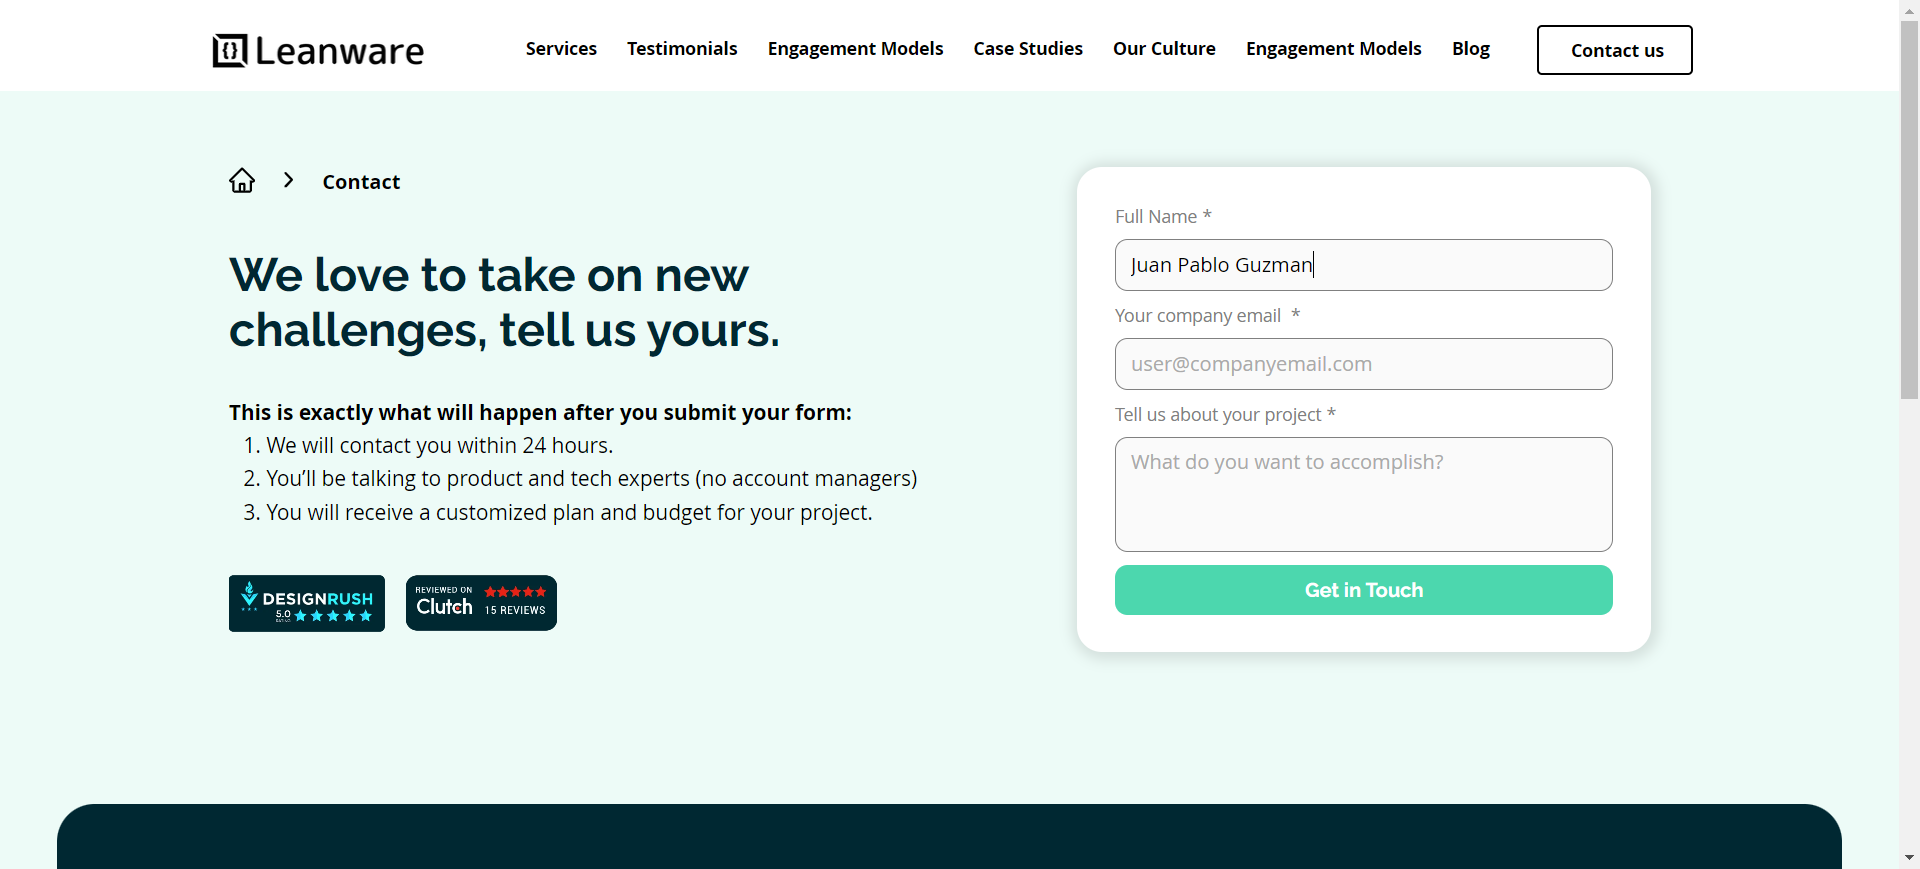 {} Leanware
Services Testimonials Engagement Models Case Studies Our Culture Engagement Models Blog Contact us
Contact
We love to take on new
challenges, tell us yours.
This is exactly what will happen after you submit your form:
1. We will contact you within 24 hours.
2. You’ll be talking to product and tech experts (no account managers)
3. You will receive a customized plan and budget for your project.
DESIGNRUSH
5.0
RATING
REVIEWED ON
Clutch
15 REVIEWS
Full Name *
Juan Pablo Guzman
Your company email *
user@companyemail.com
Tell us about your project *
What do you want to accomplish?
Get in Touch